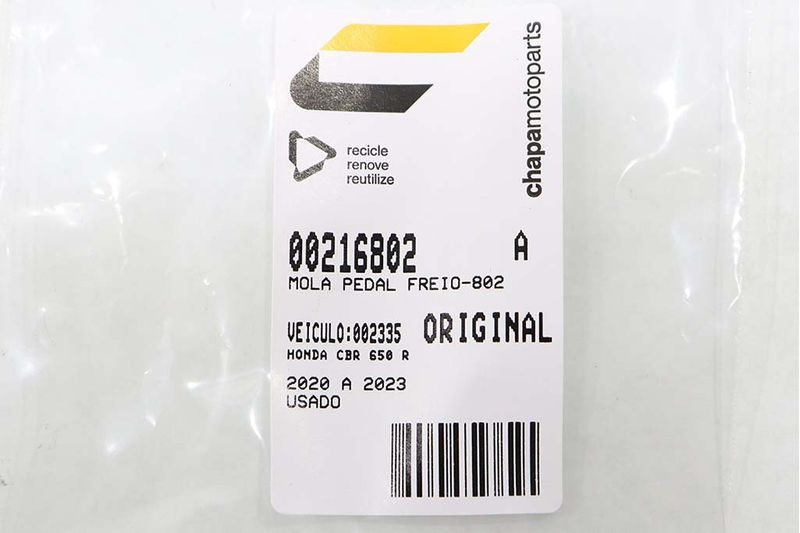 chapamotoparts
recicle
renove
reutilize
00216802 A
MOLA PEDAL FREIO-802
VEICULO:002335 ORIGINAL
HONDA CBR 650 R
2020 A 2023
USADO